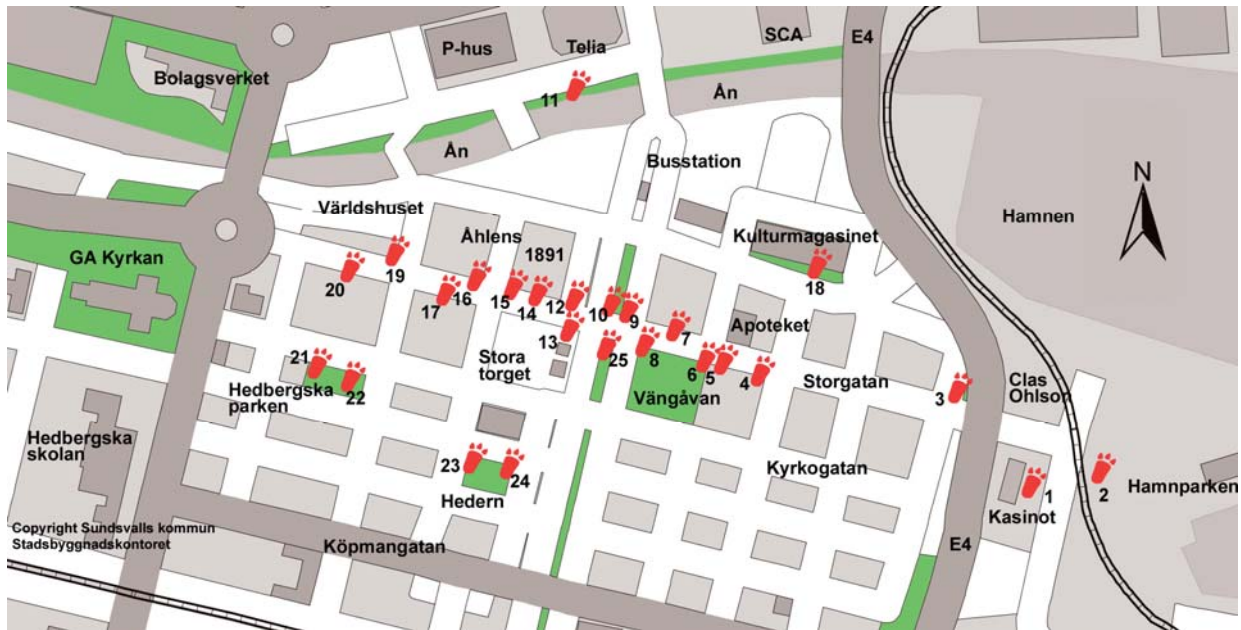 P-hus
Telia
SCA
E4
Bolagsverket
11
Ån
Ån
N
Busstation
Världshuset
Hamnen
Åhlens
1891
Kulturmagasinet
GA Kyrkan
19
20
18
17
16
15
14
12
10
9
13
7
Apoteket
25
8
6
5
4
Stora
torget
21
22
Hedbergska
parken
Vängåvan
Storgatan
3
Clas
Ohlson
Hedbergska
skolan
23
24
Hedern
Kyrkogatan
1
2
Hamnparken
Kasinot
Copyright Sundsvalls kommun
Stadsbyggnadskontoret
Köpmangatan
E4